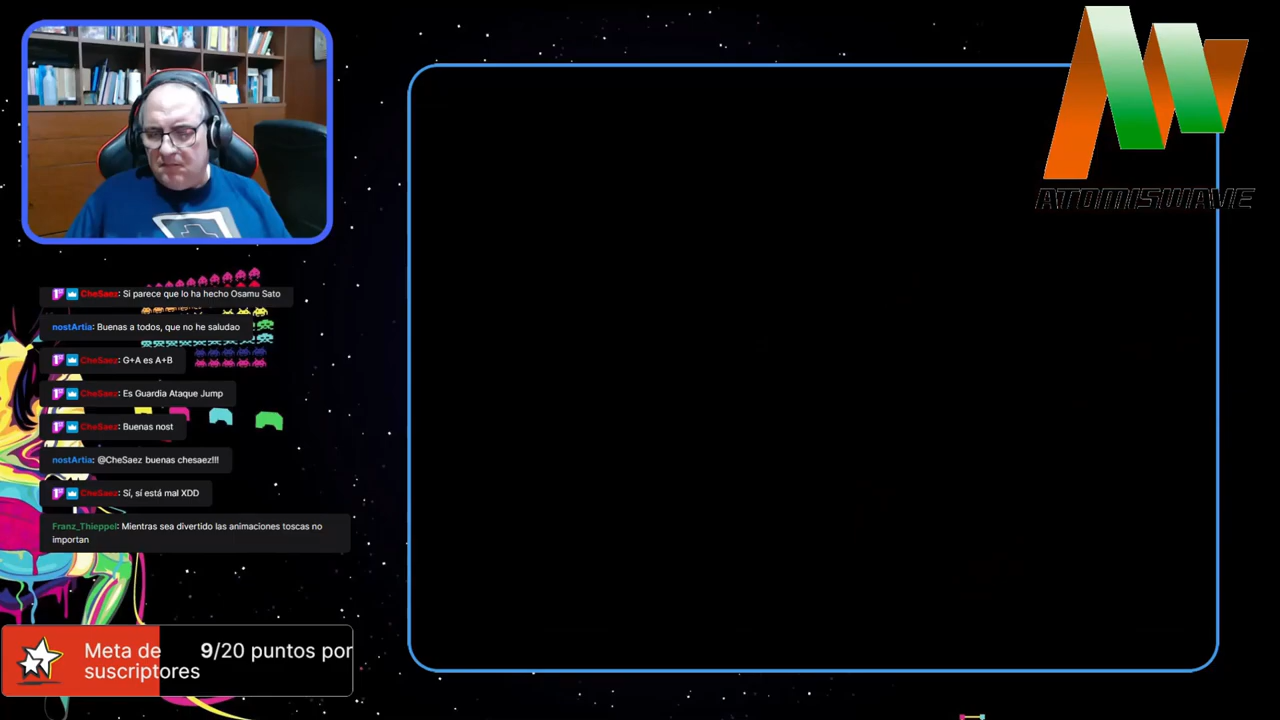 ATOMISWAVE
CheSaez: Si parece que lo ha hecho Osamu Sato
nostArtia: Buenas a todos, que no he saludao
CheSaez: G+A es A+B
CheSaez: Es Guardia Ataque Jump
CheSaez: Buenas nost
nostArtia: @CheSaez buenas chesaez!!!
CheSaez: Sí, sí está mal XDD
Franz_Thieppel: Mientras sea divertido las animaciones toscas no
importan
Meta de
suscriptores
9/20 puntos por